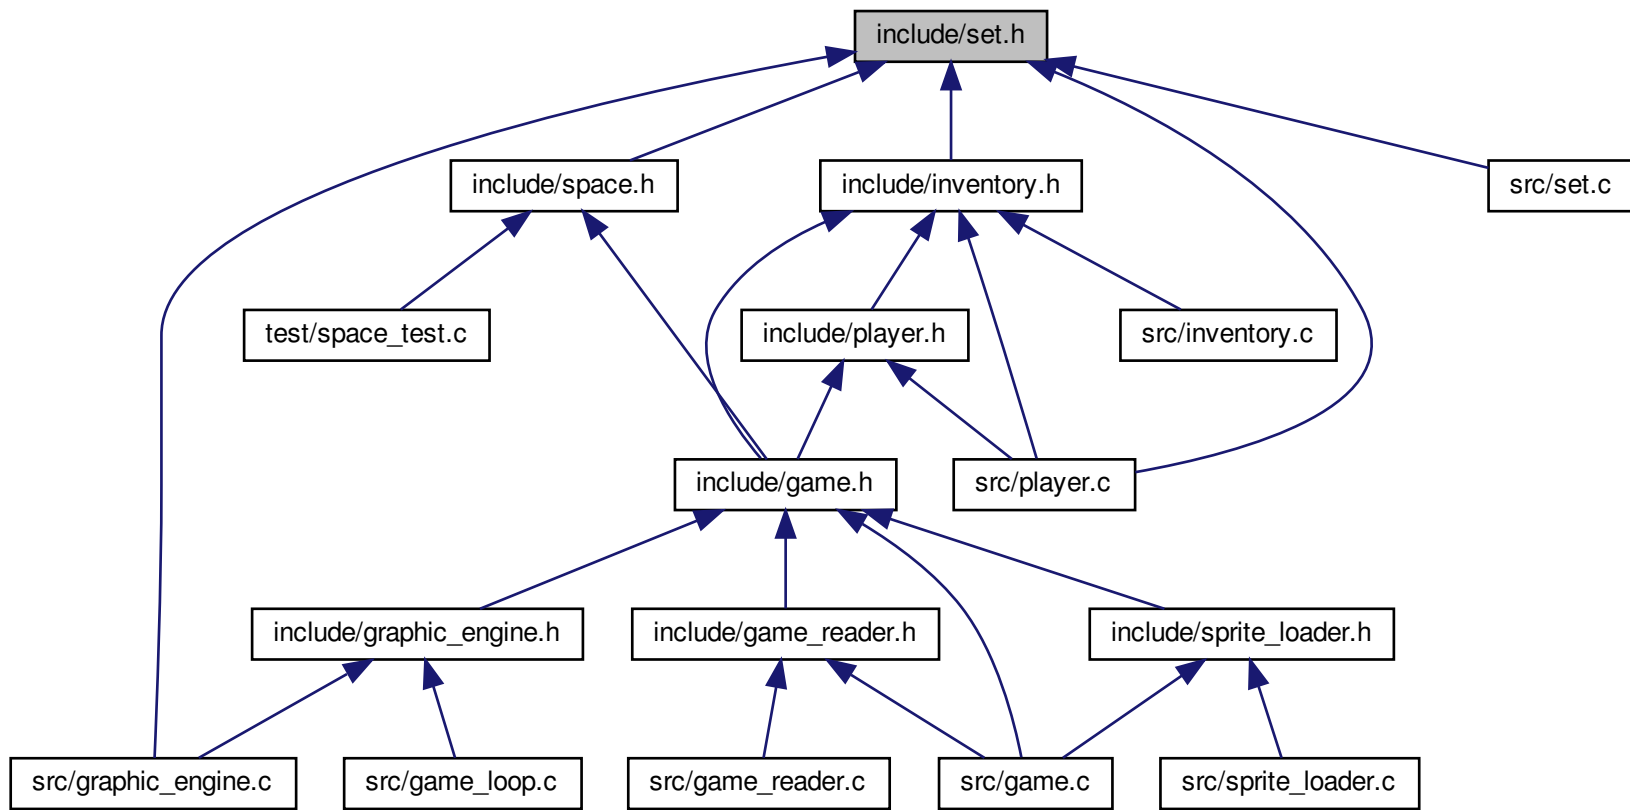 include/set.h
include/space.h
include/inventory.h
src/set.c
test/space_test.c
include/player.h
src/inventory.c
include/game.h
src/player.c
include/graphic_engine.h
include/game_reader.h
include/sprite_loader.h
src/graphic_engine.c
src/game_loop.c
src/game_reader.c
src/game.c
src/sprite_loader.c